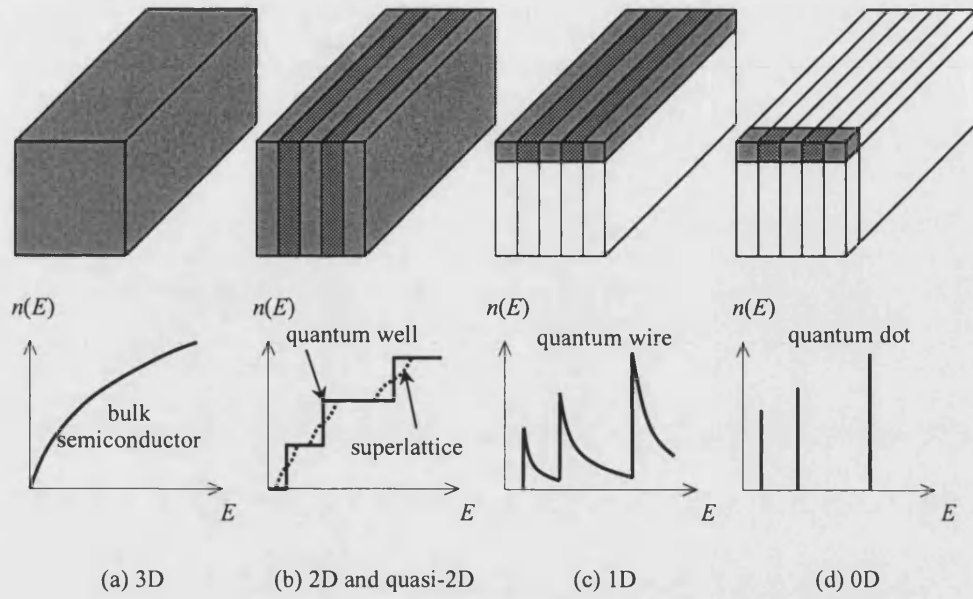 n(E)
n(E)
n(E)
quantum well
quantum wire
quantum dot
bulk
semiconductor
superlattice
E
E
E
E
(a) 3D
(b) 2D and quasi-2D
(c) 1D
(d) 0D